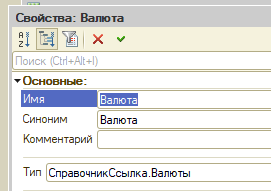 Свойства: Валюта
Поиск (Ctrl+Alt+I)
Основные:
Имя Валюта
Синоним Валюта
Комментарий
Тип СправочникСсылка.Валюты